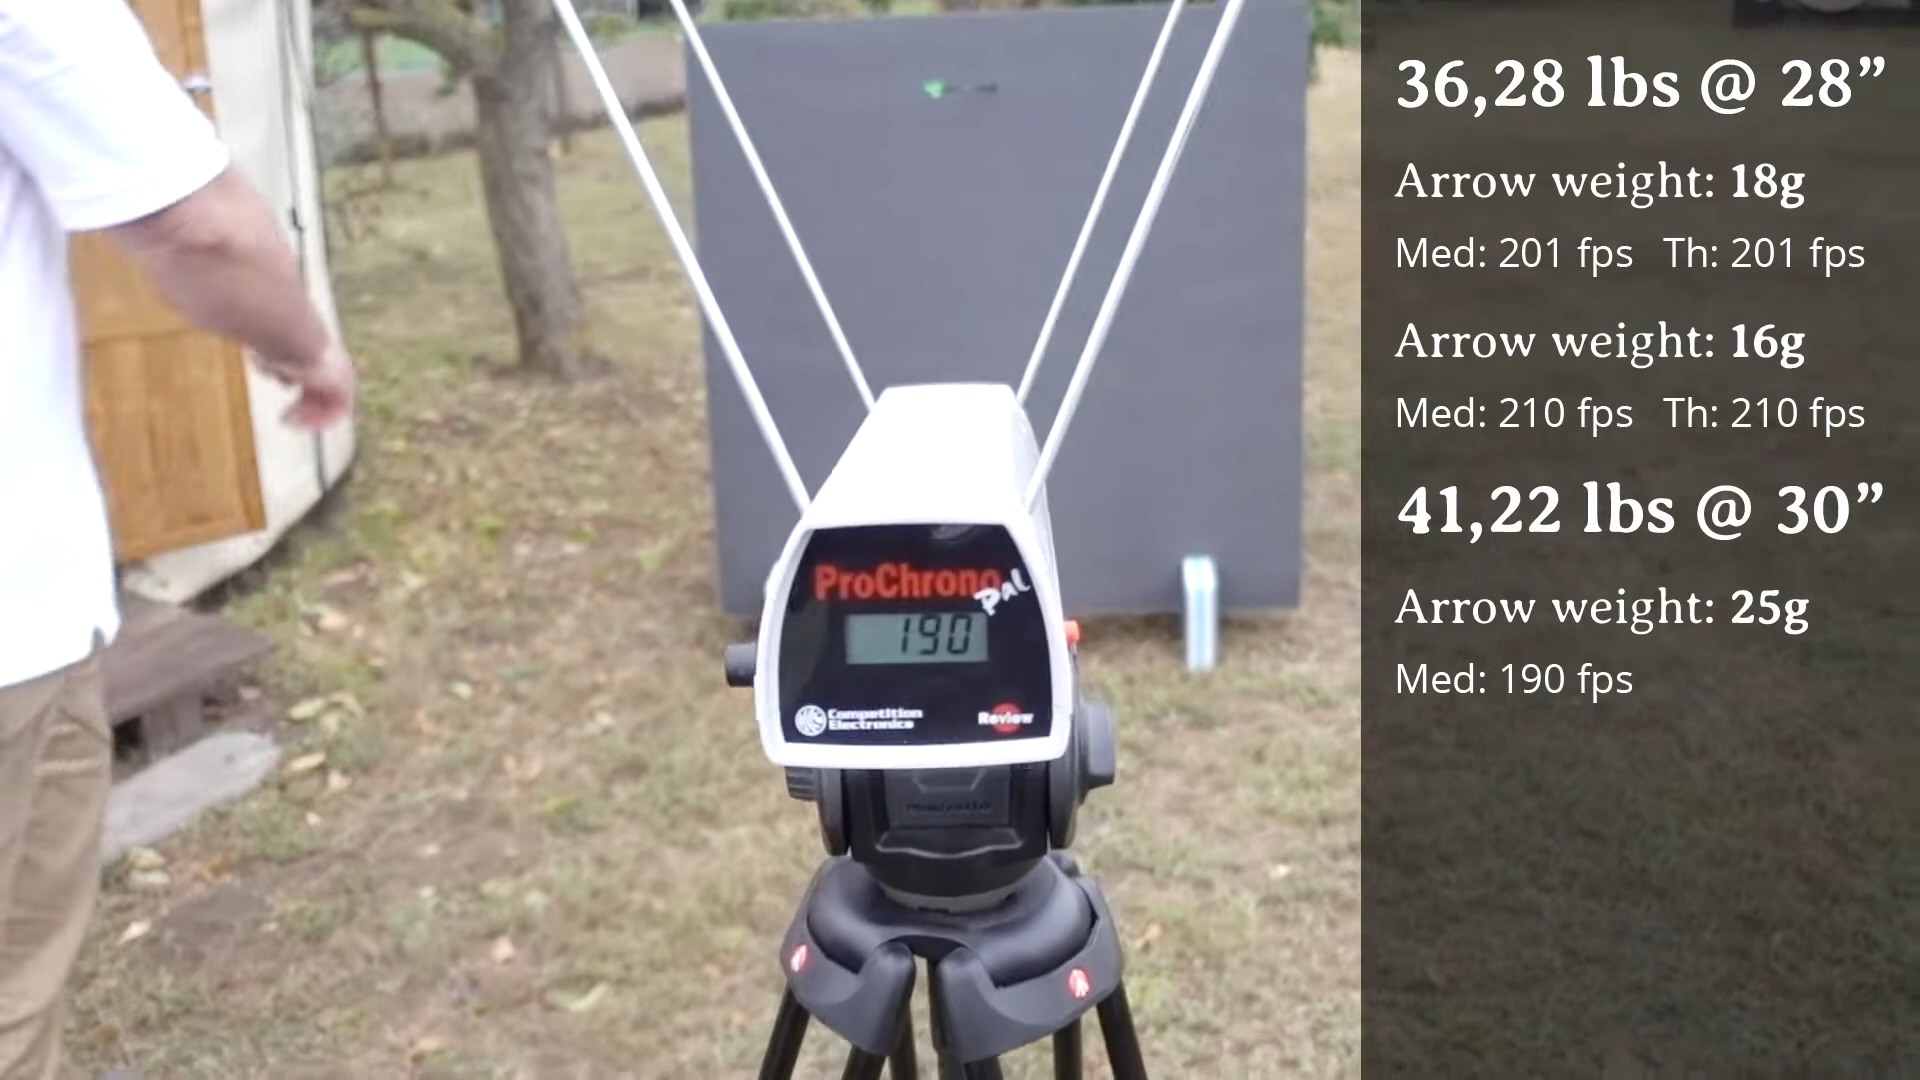 36,28 lbs @ 28”
Arrow weight: 18g
Med: 201 fps Th: 201 fps
Arrow weight: 16g
Med: 210 fps Th: 210 fps
41,22 lbs @ 30”
Arrow weight: 25g
Med: 190 fps
ProChrono Pal
190
Competition
Electronics
Review